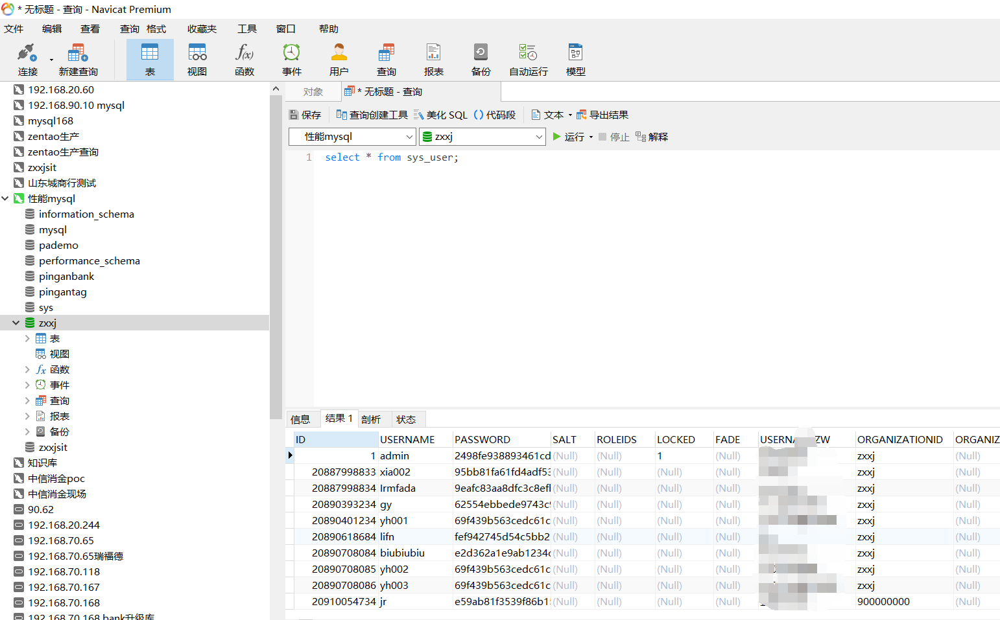 * 无标题 - 查询 - Navicat Premium
文件 编辑 查看 查询 格式 收藏夹 工具 窗口 帮助
连接 新建查询 表 视图 函数 事件 用户 查询 报表 备份 自动运行 模型
192.168.20.60
192.168.90.10 mysql
mysql168
zentao生产
zentao生产查询
zxxjsit
山东城商行测试
性能mysql
information_schema
mysql
pademo
performance_schema
pinganbank
pingantag
sys
zxxj
表
视图
函数
事件
查询
报表
备份
zxxjsit
知识库
中信消金poc
中信消金现场
90.62
192.168.20.244
192.168.70.65
192.168.70.65瑞福德
192.168.70.118
192.168.70.167
192.168.70.168
192.168.70.168 bank升级库
对象 * 无标题 - 查询
保存 查询创建工具 美化 SQL 代码段 文本 导出结果
性能mysql zxxj 运行 停止 解释
1 select * from sys_user;
信息 结果 1 剖析 状态
ID USERNAME PASSWORD SALT ROLEIDS LOCKED FADE ORGANIZATIONID ORGANIZ
1 admin 2498fe938893461cd (Null) (Null) 1 (Null) zxxj (Null)
20887998833 xia002 95bb81fa61fd4adf53 (Null) (Null) (Null) (Null) zxxj (Null)
20887998834 lrmfada 9eafc83aa8dfc3c8efl (Null) (Null) (Null) (Null) zxxj (Null)
20890393234 gy 62554ebbede9743c9 (Null) (Null) (Null) (Null) zxxj (Null)
20890401234 yh001 69f439b563cedc61c (Null) (Null) (Null) (Null) zxxj (Null)
20890618684 lifn fef942745d54c5bb2 (Null) (Null) (Null) (Null) zxxj (Null)
20890708084 biubiubiu e2d362a1e9ab1234c (Null) (Null) (Null) (Null) zxxj (Null)
20890708085 yh002 69f439b563cedc61c (Null) (Null) (Null) (Null) zxxj (Null)
20890708086 yh003 69f439b563cedc61c (Null) (Null) (Null) (Null) zxxj (Null)
20910054734 jr e59ab81f3539f86b15 (Null) (Null) (Null) (Null) 900000000 (Null)